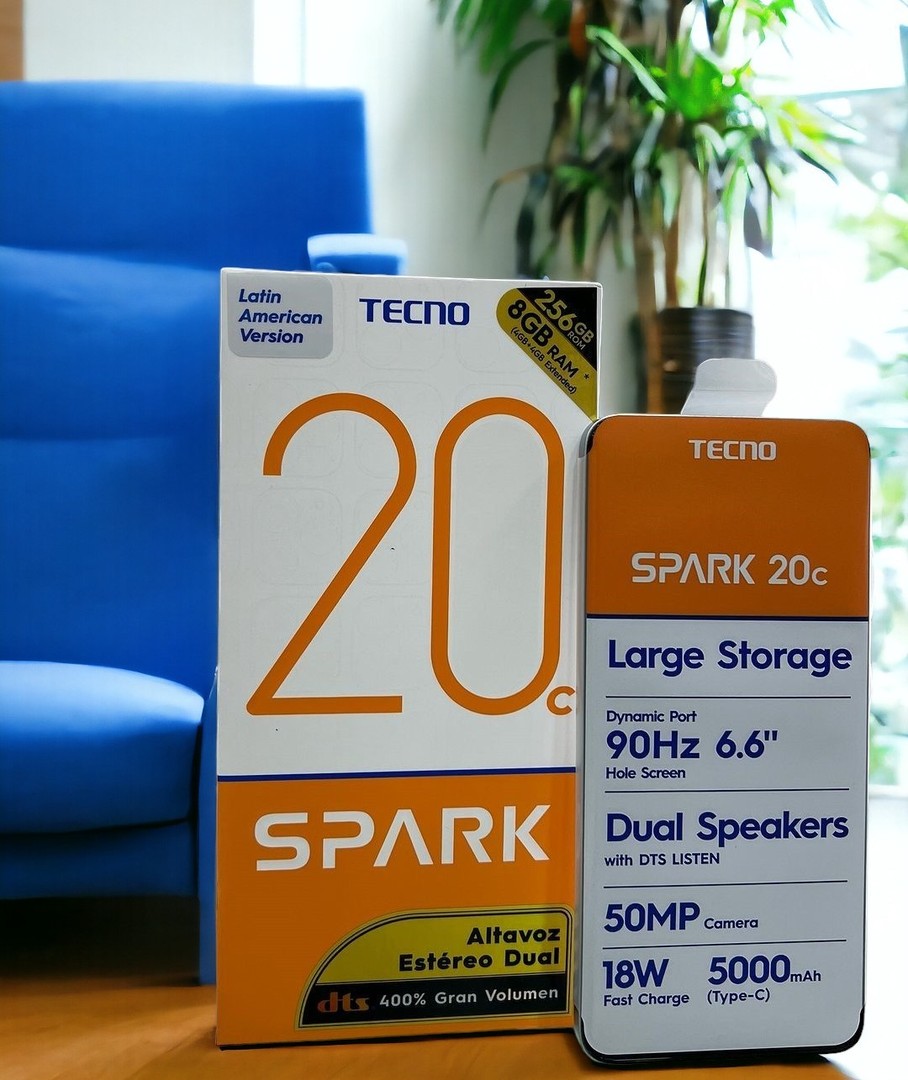 Latin
American
Version
TECNO
256GB
ROM
8GB RAM *
(4GB+4GB Extended)
20c
SPARK
Altavoz
Estéreo Dual
dts 400% Gran Volumen
TECNO
SPARK 20c
Large Storage
Dynamic Port
90Hz 6.6"
Hole Screen
Dual Speakers
with DTS LISTEN
50MP Camera
18W 5000mAh
Fast Charge (Type-C)